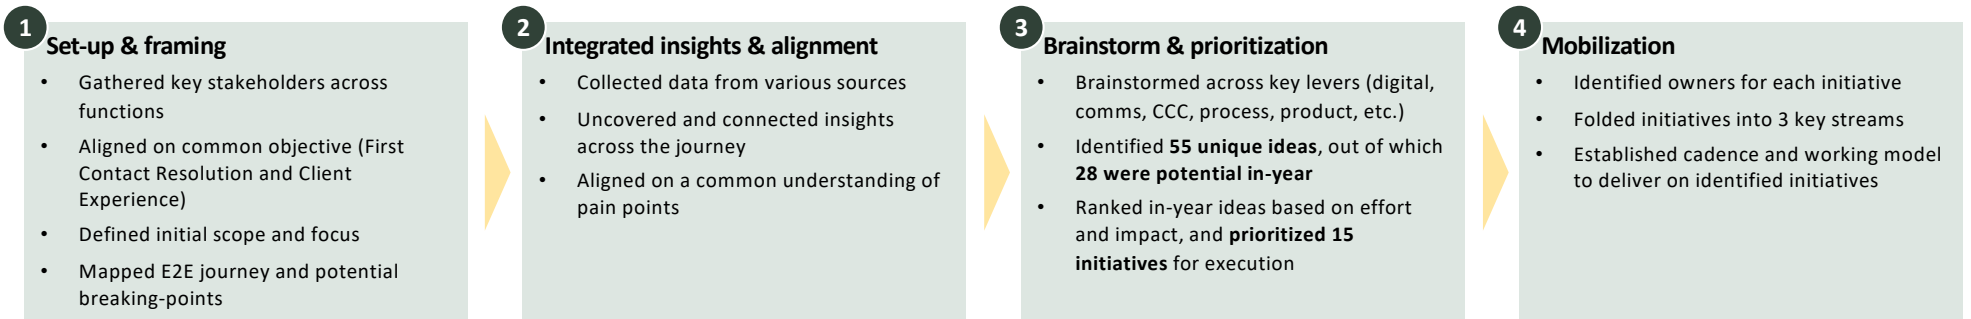 1
Set-up & framing
• Gathered key stakeholders across
functions
• Aligned on common objective (First
Contact Resolution and Client
Experience)
• Defined initial scope and focus
• Mapped E2E journey and potential
breaking-points
2
Integrated insights & alignment
• Collected data from various sources
• Uncovered and connected insights
across the journey
• Aligned on a common understanding of
pain points
3
Brainstorm & prioritization
• Brainstormed across key levers (digital,
comms, CCC, process, product, etc.)
• Identified 55 unique ideas, out of which
28 were potential in-year
• Ranked in-year ideas based on effort
and impact, and prioritized 15
initiatives for execution
4
Mobilization
• Identified owners for each initiative
• Folded initiatives into 3 key streams
• Established cadence and working model
to deliver on identified initiatives